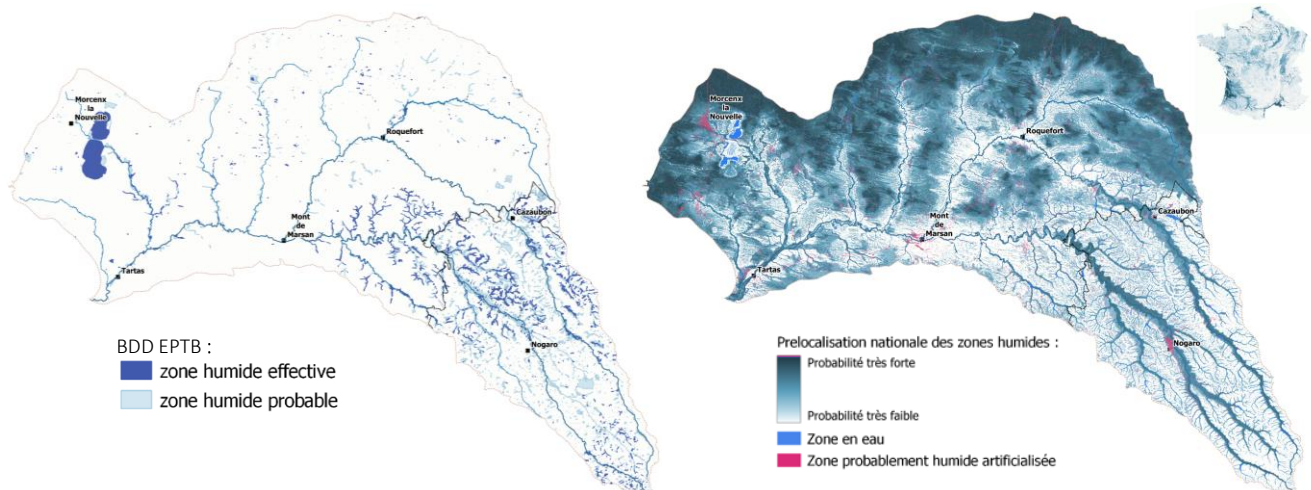 Morcenx
la
Nouvelle
Roquefort
Cazaubon
Mont
de
Marsan
Tartas
Nogaro
BDD EPTB :
zone humide effective
zone humide probable
Morcenx
la
Nouvelle
Roquefort
Cazaubon
Mont
de
Marsan
Tartas
Nogaro
Prelocalisation nationale des zones humides :
Probabilité très forte
Probabilité très faible
Zone en eau
Zone probablement humide artificialisée